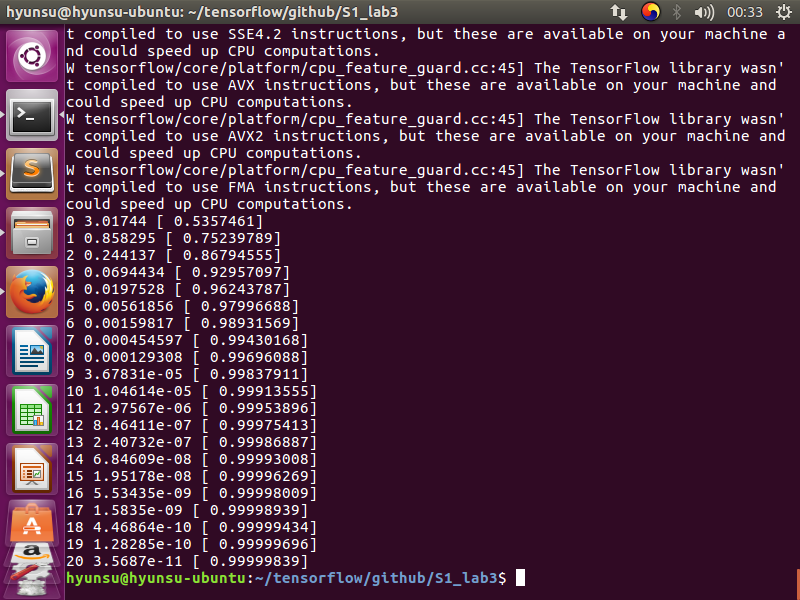 hyunsu@hyunsu-ubuntu: ~/tensorflow/github/S1_lab3
00:33
t compiled to use SSE4.2 instructions, but these are available on your machine a
nd could speed up CPU computations.
W tensorflow/core/platform/cpu_feature_guard.cc:45] The TensorFlow library wasn'
t compiled to use AVX instructions, but these are available on your machine and
could speed up CPU computations.
W tensorflow/core/platform/cpu_feature_guard.cc:45] The TensorFlow library wasn'
t compiled to use AVX2 instructions, but these are available on your machine and
 could speed up CPU computations.
W tensorflow/core/platform/cpu_feature_guard.cc:45] The TensorFlow library wasn'
t compiled to use FMA instructions, but these are available on your machine and
could speed up CPU computations.
0 3.01744 [ 0.5357461]
1 0.858295 [ 0.75239789]
2 0.244137 [ 0.86794555]
3 0.0694434 [ 0.92957097]
4 0.0197528 [ 0.96243787]
5 0.00561856 [ 0.97996688]
6 0.00159817 [ 0.98931569]
7 0.000454597 [ 0.99430168]
8 0.000129308 [ 0.99696088]
9 3.67831e-05 [ 0.99837911]
10 1.04614e-05 [ 0.99913555]
11 2.97567e-06 [ 0.99953896]
12 8.46411e-07 [ 0.99975413]
13 2.40732e-07 [ 0.99986887]
14 6.84609e-08 [ 0.99993008]
15 1.95178e-08 [ 0.99996269]
16 5.53435e-09 [ 0.99998009]
17 1.5835e-09 [ 0.99998939]
18 4.46864e-10 [ 0.99999434]
19 1.28285e-10 [ 0.99999696]
20 3.5687e-11 [ 0.99999839]
hyunsu@hyunsu-ubuntu:~/tensorflow/github/S1_lab3$